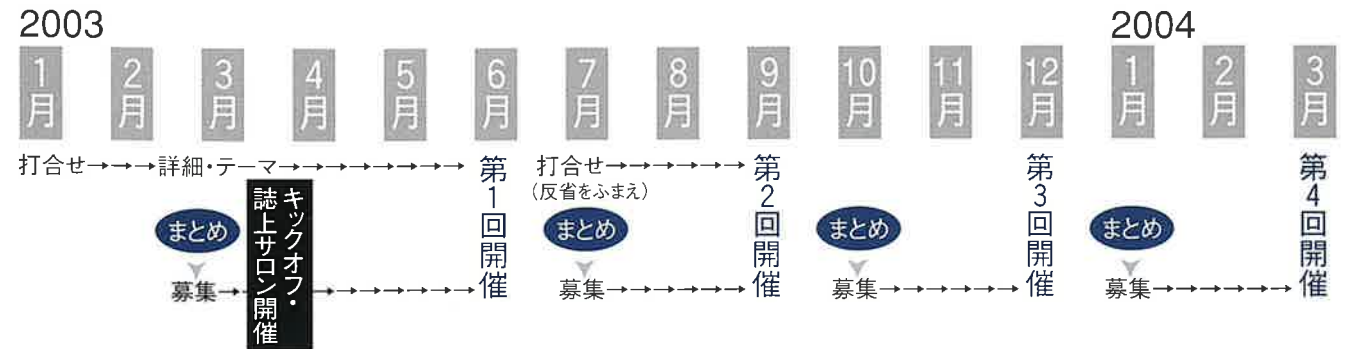 2003
2004
1月 2月 3月 4月 5月 6月 7月 8月 9月 10月 11月 12月 1月 2月 3月
打合せ→→→詳細・テーマ→→→→→→→→
第1回開催
打合せ→→→→→→→
(反省をふまえ)
第2回開催
第3回開催
第4回開催
キックオフ・
誌上サロン開催
まとめ
まとめ
まとめ
まとめ
募集→→→→→→→→
募集→→→→→→
募集→→→→→→
募集→→→→→→